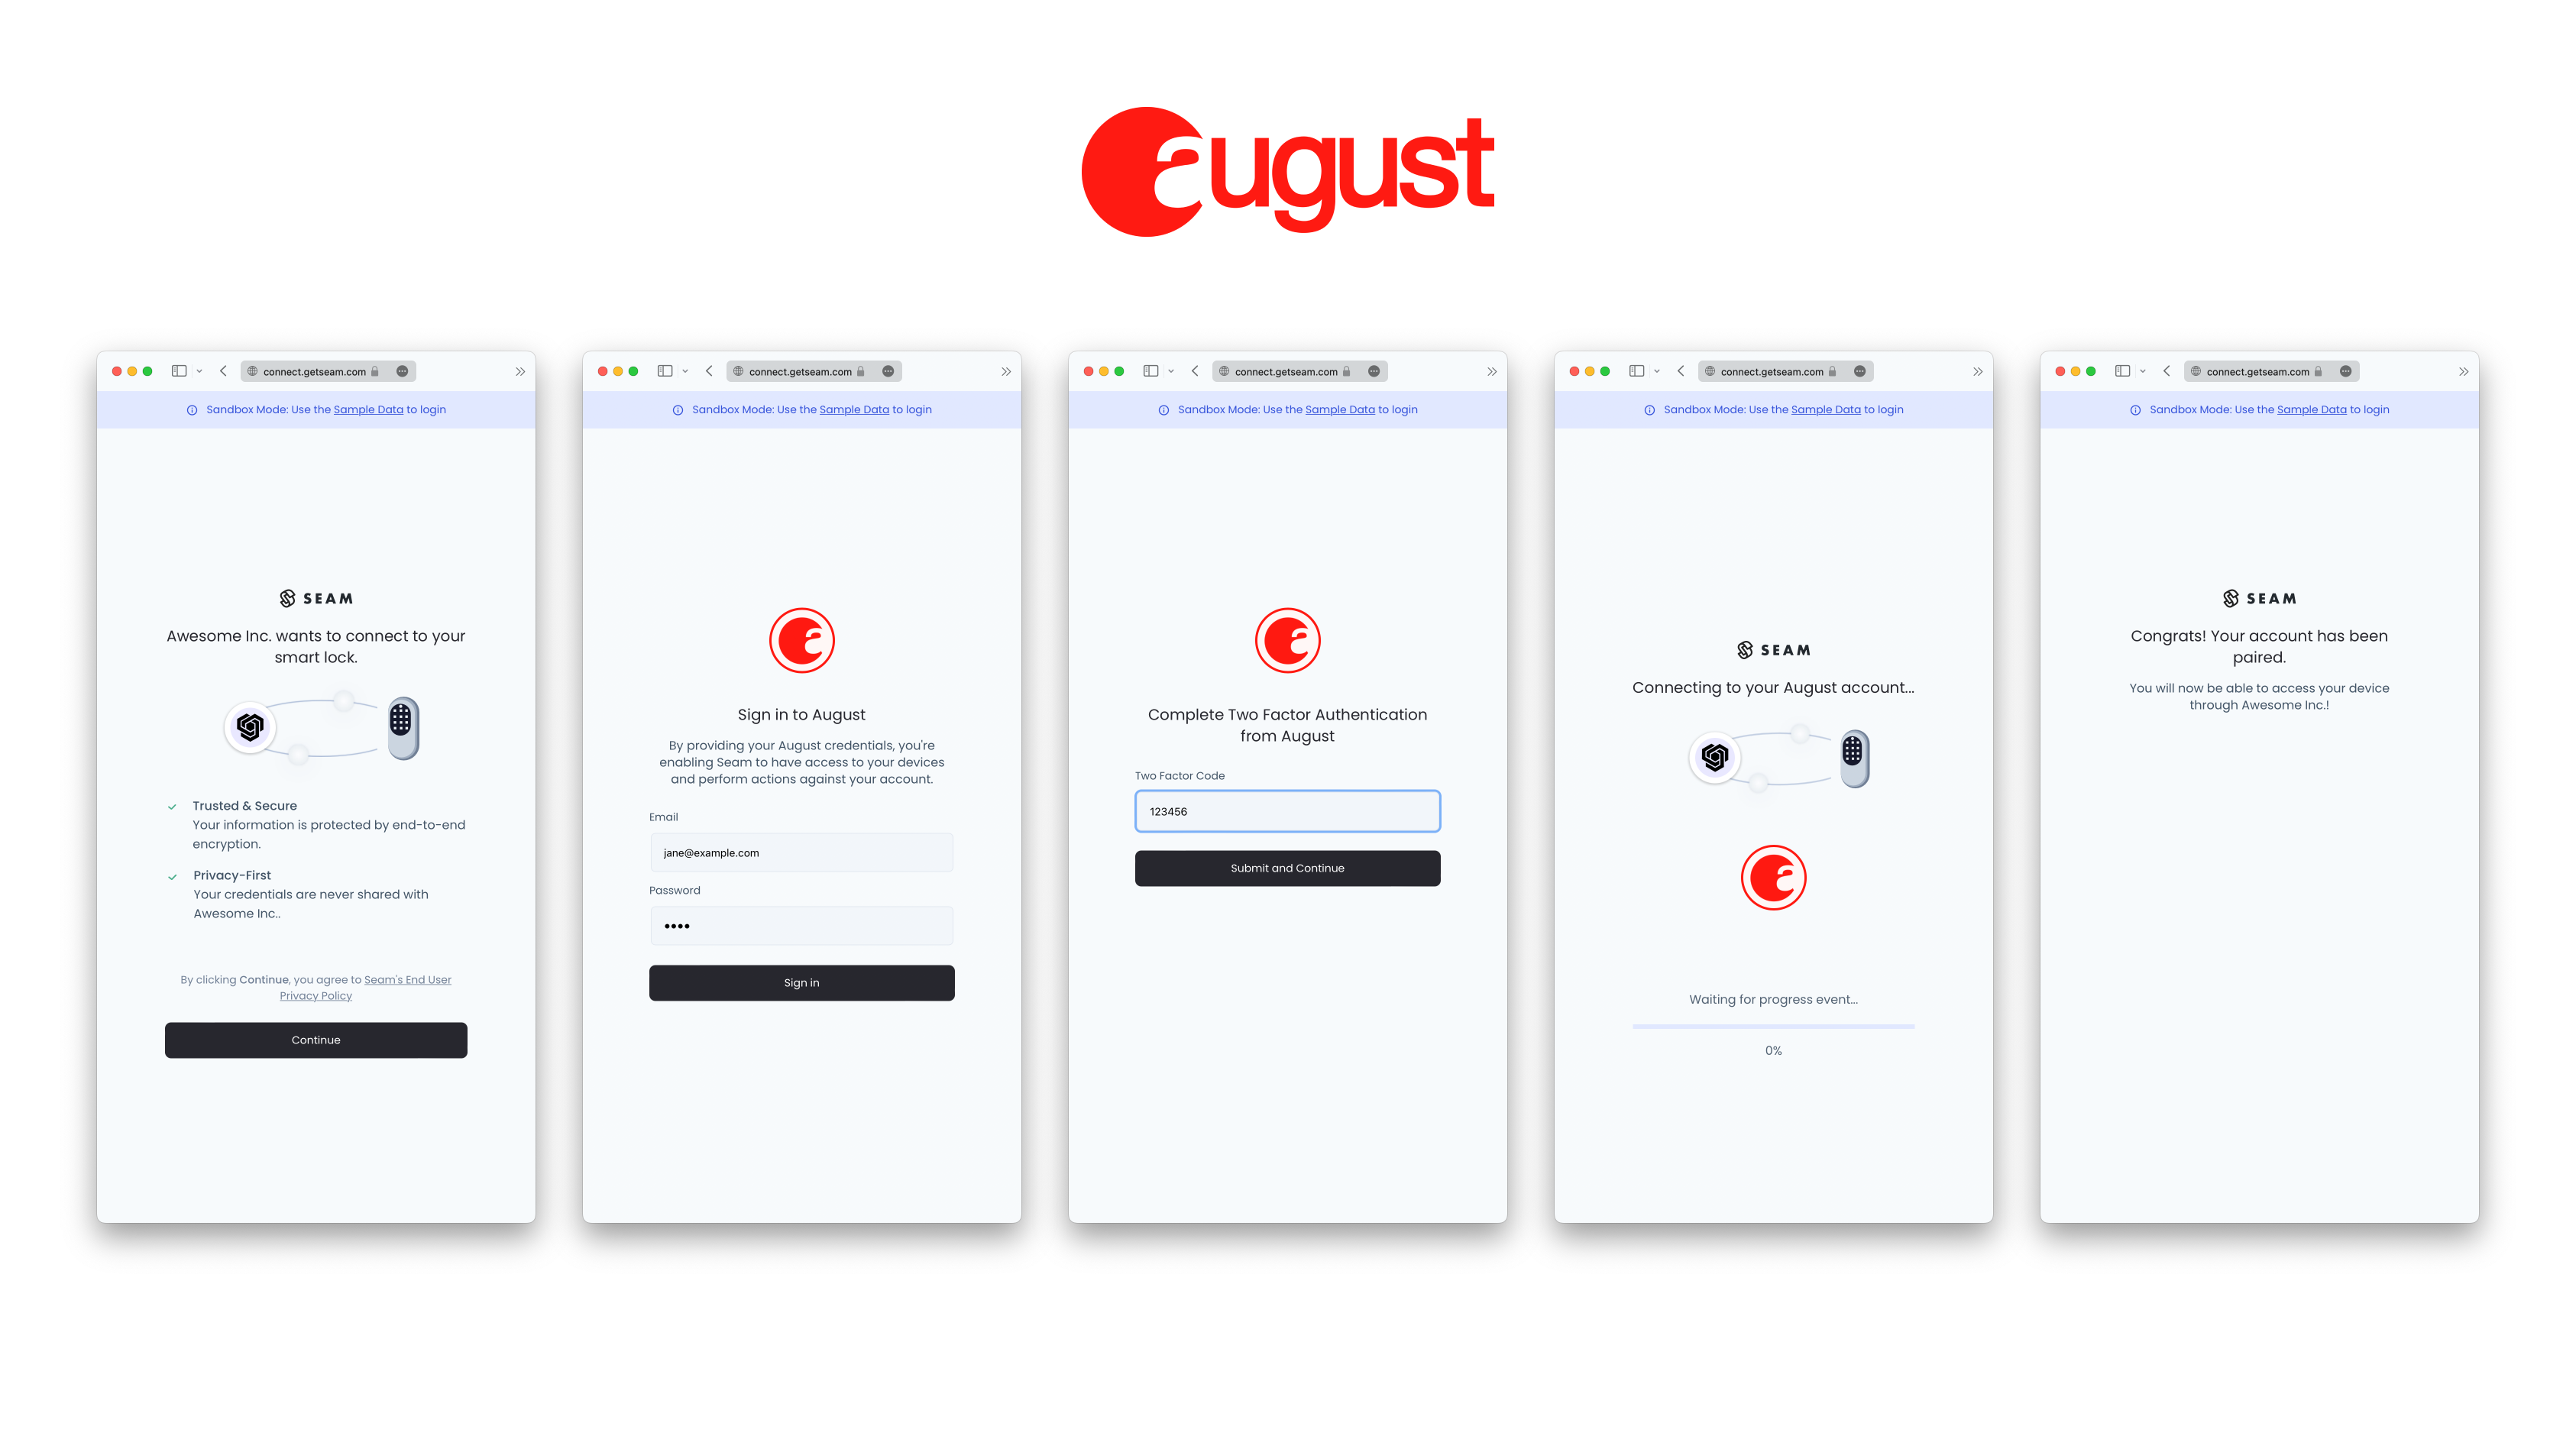 august
connect.getseam.com
Sandbox Mode: Use the Sample Data to login
SEAM
Awesome Inc. wants to connect to your
smart lock.
Trusted & Secure
Your information is protected by end-to-end
encryption.
Privacy-First
Your credentials are never shared with
Awesome Inc..
By clicking Continue, you agree to Seam's End User
Privacy Policy
Continue
connect.getseam.com
Sandbox Mode: Use the Sample Data to login
a
Sign in to August
By providing your August credentials, you're
enabling Seam to have access to your devices
and perform actions against your account.
Email
jane@example.com
Password
••••
Sign in
connect.getseam.com
Sandbox Mode: Use the Sample Data to login
a
Complete Two Factor Authentication
from August
Two Factor Code
123456
Submit and Continue
connect.getseam.com
Sandbox Mode: Use the Sample Data to login
SEAM
Connecting to your August account...
a
Waiting for progress event...
0%
connect.getseam.com
Sandbox Mode: Use the Sample Data to login
SEAM
Congrats! Your account has been
paired.
You will now be able to access your device
through Awesome Inc.!